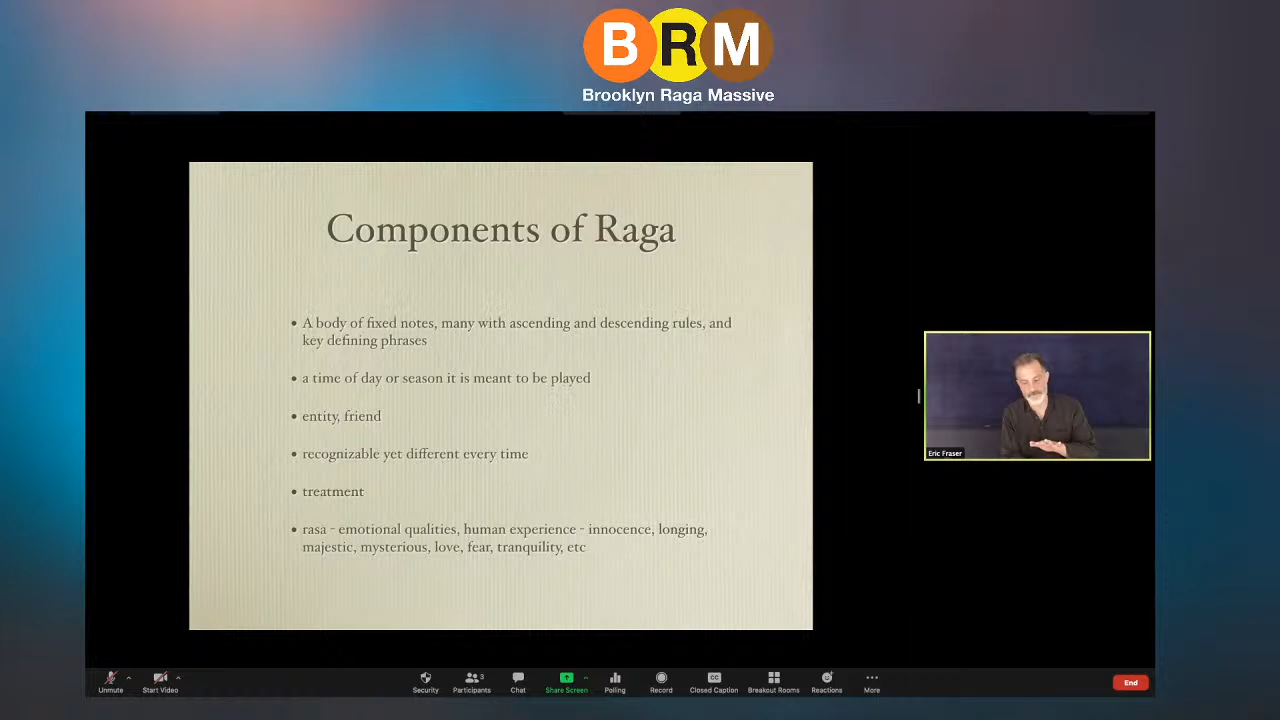 BRM
Brooklyn Raga Massive
Components of Raga
• A body of fixed notes, many with ascending and descending rules, and
key defining phrases
• a time of day or season it is meant to be played
• entity, friend
• recognizable yet different every time
• treatment
• rasa - emotional qualities, human experience - innocence, longing,
majestic, mysterious, love, fear, tranquility, etc
Eric Fraser
Unmute
Start Video
Security
Participants
3
Chat
Share Screen
Polling
Record
CC
Closed Caption
Breakout Rooms
Reactions
More
End